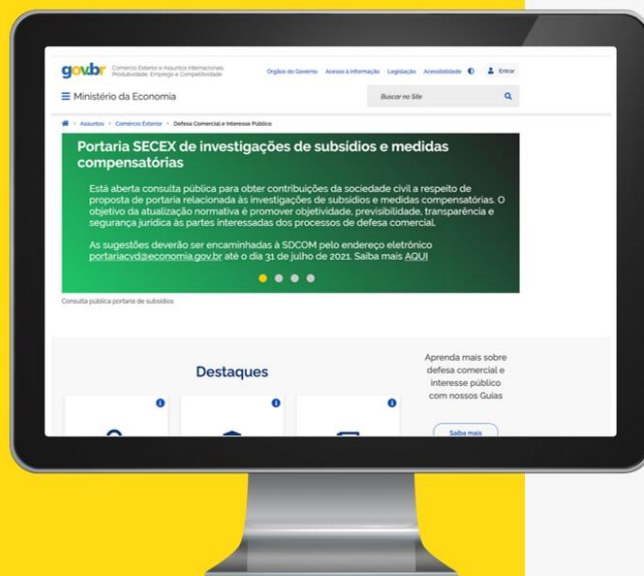 gov.br
Comércio Exterior e Assuntos Internacionais
Produtividade, Emprego e Competitividade
Órgãos do Governo Acesso à Informação Legislação Acessibilidade Entrar
Ministério da Economia
Buscar no Site
Assuntos > Comércio Exterior > Defesa Comercial e Interesse Público
Portaria SECEX de investigações de subsídios e medidas
compensatórias
Está aberta consulta pública para obter contribuições da sociedade civil a respeito de
proposta de portaria relacionada às investigações de subsídios e medidas compensatórias. O
objetivo da atualização normativa é promover objetividade, previsibilidade, transparência e
segurança jurídica às partes interessadas dos processos de defesa comercial.
As sugestões deverão ser encaminhadas à SDCOM pelo endereço eletrônico
portariacvd@economia.gov.br até o dia 31 de julho de 2021. Saiba mais AQUI
Consulta pública portaria de subsídios
Destaques
Aprenda mais sobre
defesa comercial e
interesse público
com nossos Guias
Saiba mais